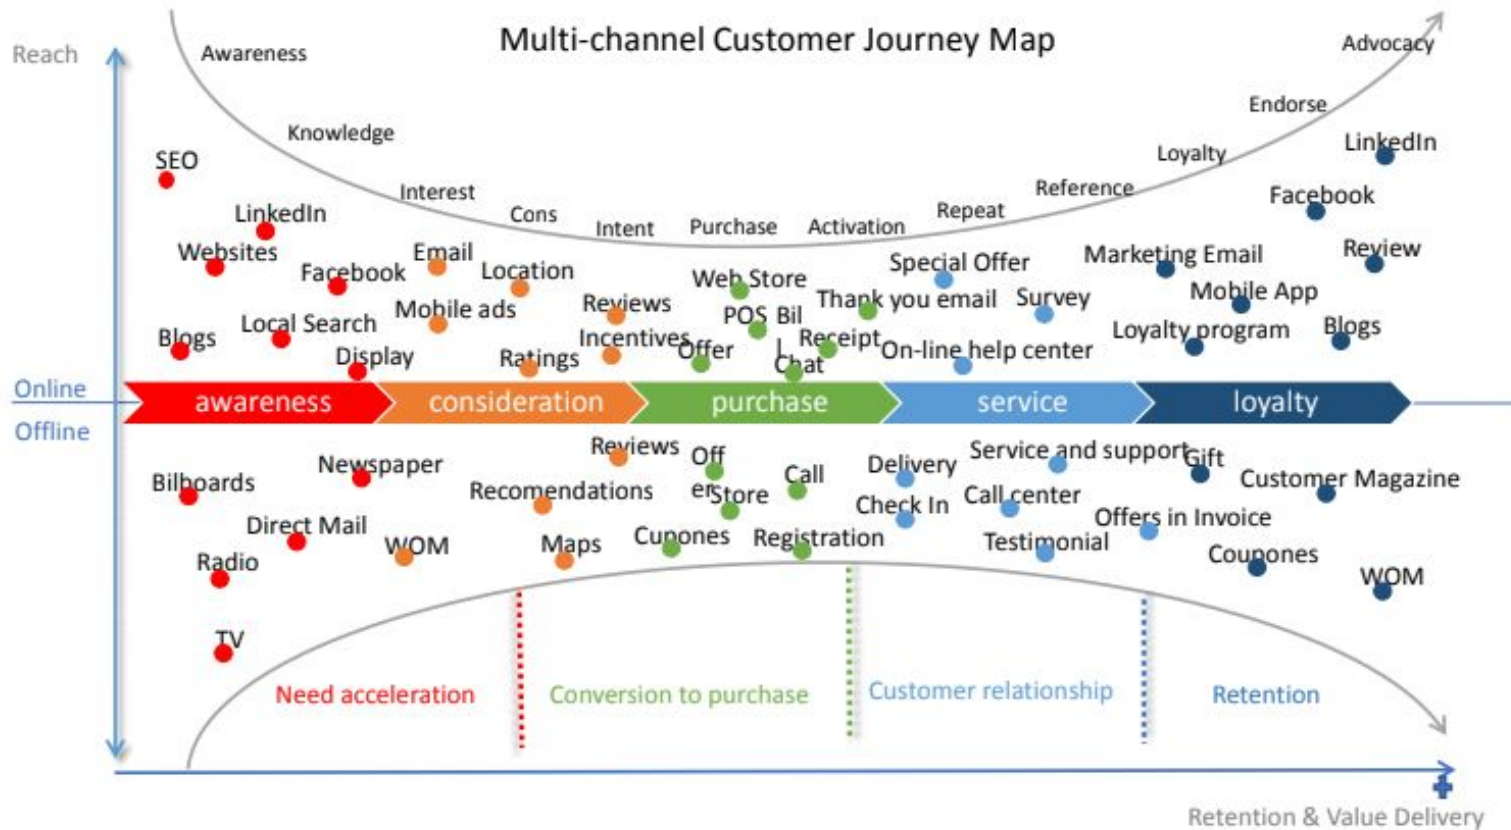 Multi-channel Customer Journey Map
Reach
Awareness
Advocacy
Endorse
Knowledge
LinkedIn
SEO
Loyalty
Interest
Reference
Facebook
LinkedIn
Cons
Repeat
Intent
Purchase
Activation
Websites
Email
Marketing Email
Review
Facebook
Location
Special Offer
Web Store
Mobile App
Thank you email
Survey
Mobile ads
Reviews
POS Bil
l
Local Search
Loyalty program
Blogs
Blogs
Incentives
Receipt
Display
Ratings
Offer
On-line help center
Chat
Online
awareness
consideration
purchase
service
loyalty
Offline
Reviews
Service and support
Newspaper
Off
er
Delivery
Gift
Call
Bilboards
Recomendations
Store
Call center
Customer Magazine
Check In
Direct Mail
Offers in Invoice
WOM
Maps
Cupones
Registration
Testimonial
Coupones
Radio
WOM
TV
Need acceleration
Conversion to purchase
Customer relationship
Retention
Retention & Value Delivery